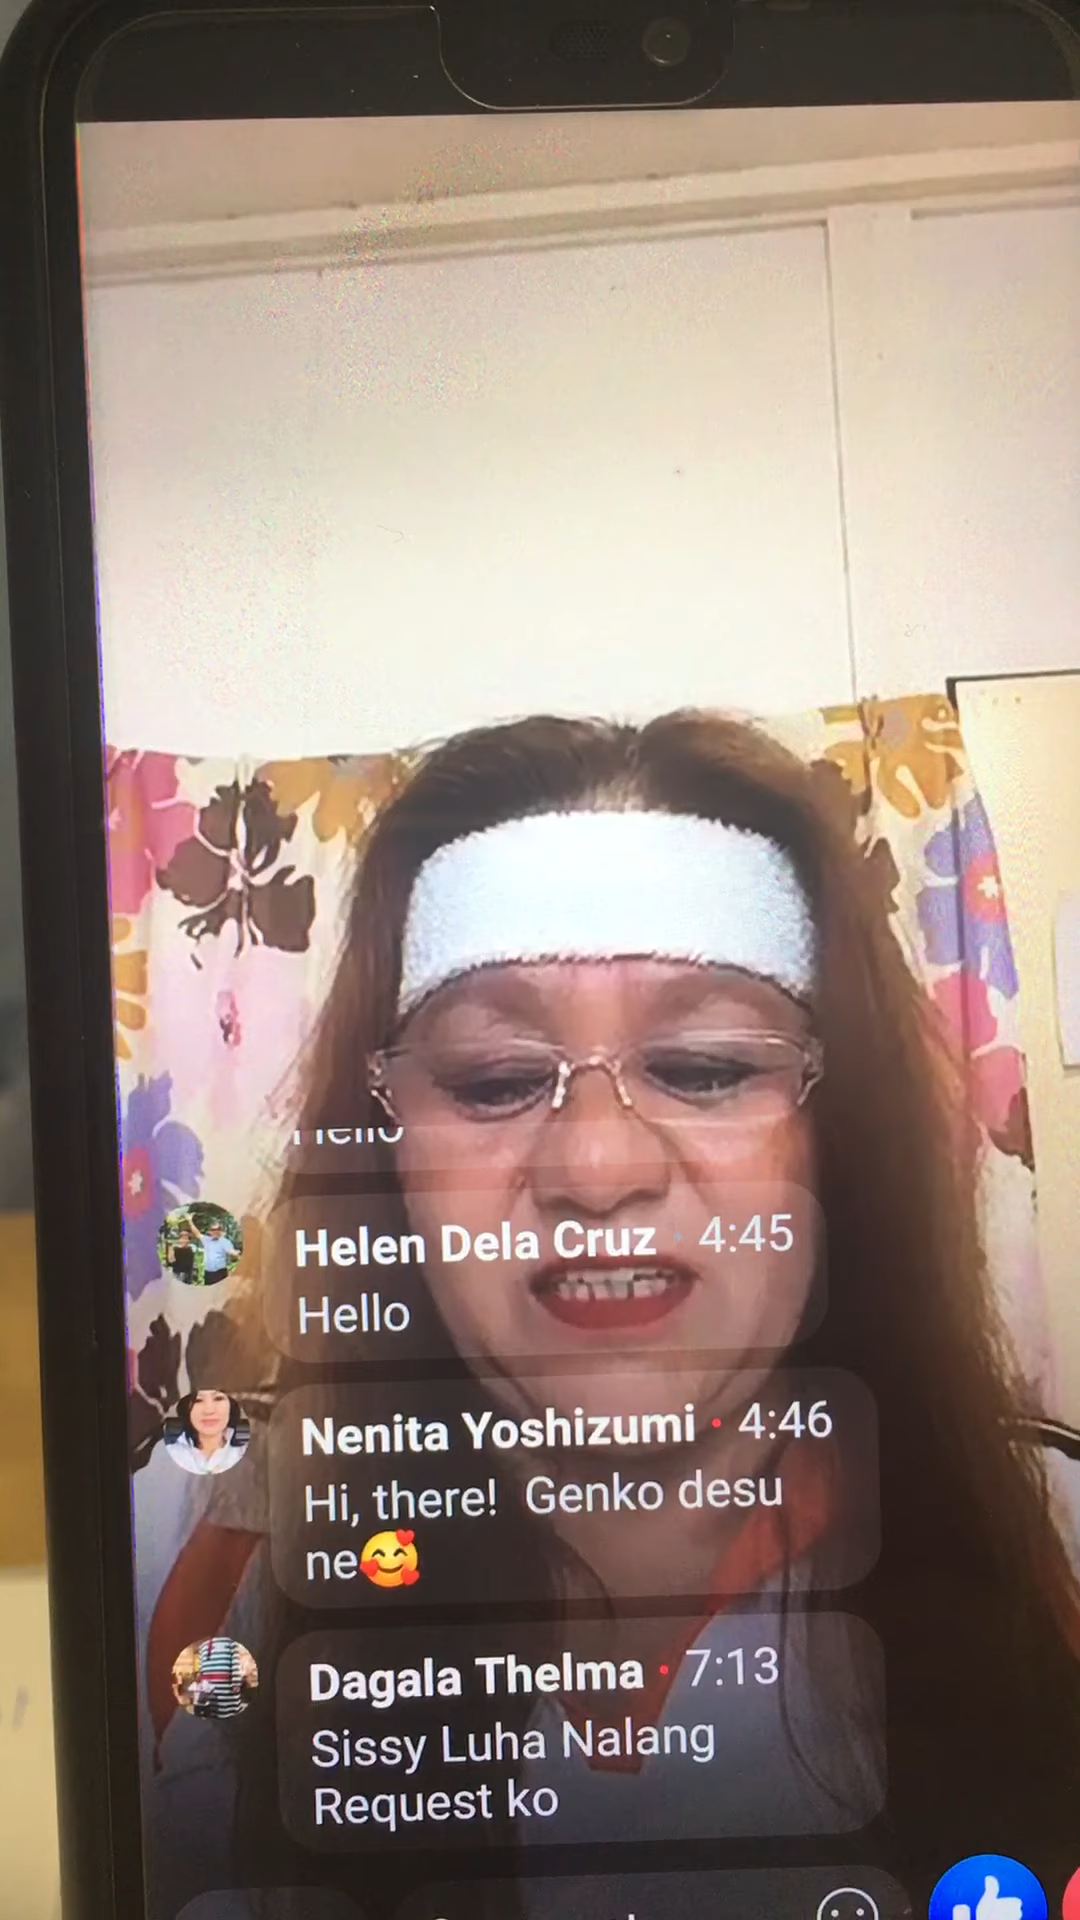 Hello
Helen Dela Cruz · 4:45
Hello
Nenita Yoshizumi · 4:46
Hi, there! Genko desu
ne🥰
Dagala Thelma · 7:13
Sissy Luha Nalang
Request ko